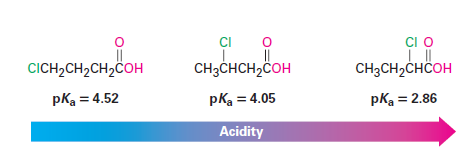 O Cl O Cl O
ClCH₂CH₂CH₂COH CH₃CHCH₂COH CH₃CH₂CHCOH
pKₐ = 4.52 pKₐ = 4.05 pKₐ = 2.86
Acidity